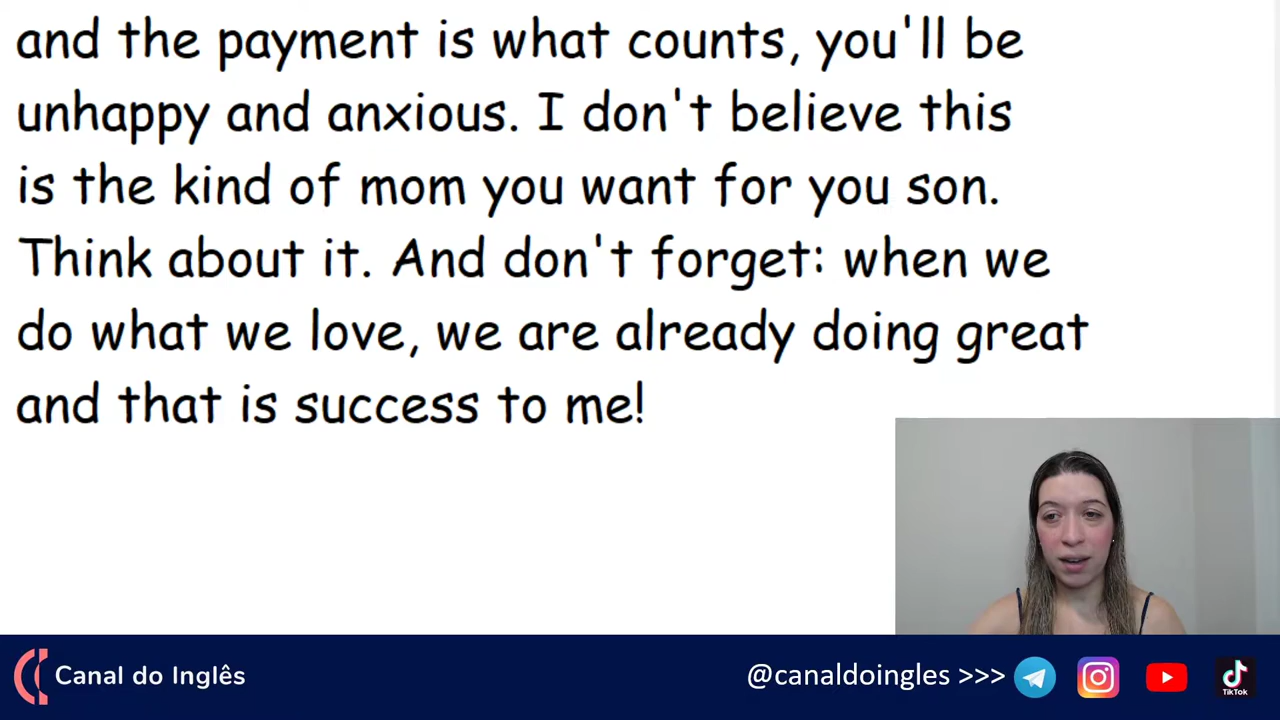 and the payment is what counts, you'll be
unhappy and anxious. I don't believe this
is the kind of mom you want for you son.
Think about it. And don't forget: when we
do what we love, we are already doing great
and that is success to me!
Canal do Inglês
@canaldoingles >>>
TikTok